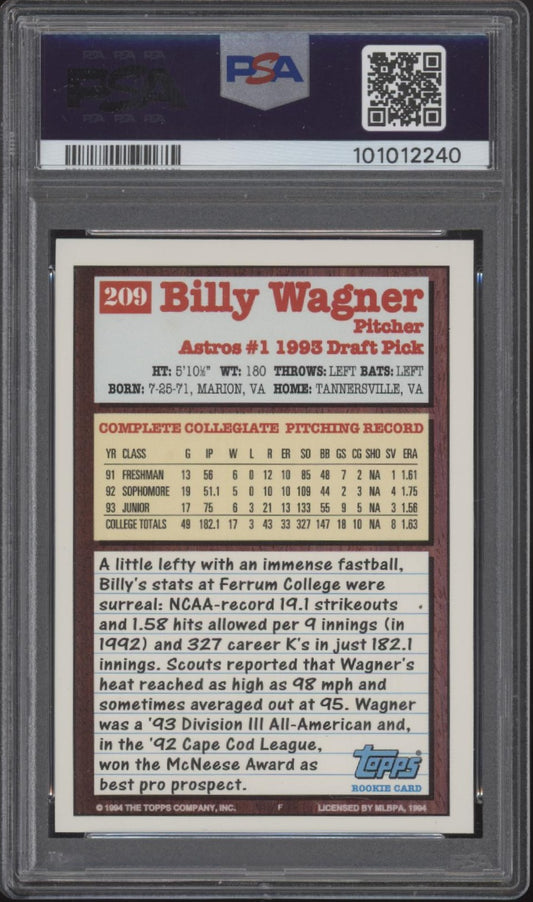 PSA PSA PSA
PSA
PSA PSA PSA
PSA
101012240
209 Billy Wagner
Pitcher
Astros #1 1993 Draft Pick
HT: 5'10½" WT: 180 THROWS: LEFT BATS: LEFT
BORN: 7-25-71, MARION, VA HOME: TANNERSVILLE, VA
COMPLETE COLLEGIATE PITCHING RECORD
YR CLASS G IP W L R ER SO BB GS CG SHO SV ERA
91 FRESHMAN 13 56 6 0 12 10 85 48 7 2 NA 1 1.61
92 SOPHOMORE 19 51.1 5 0 10 10 109 44 2 3 NA 4 1.75
93 JUNIOR 17 75 6 3 21 13 133 55 9 5 NA 3 1.56
COLLEGE TOTALS 49 182.1 17 3 43 33 327 147 18 10 NA 8 1.63
A little lefty with an immense fastball,
Billy's stats at Ferrum College were
surreal: NCAA-record 19.1 strikeouts
and 1.58 hits allowed per 9 innings (in
1992) and 327 career K's in just 182.1
innings. Scouts reported that Wagner's
heat reached as high as 98 mph and
sometimes averaged out at 95. Wagner
was a '93 Division III All-American and,
in the '92 Cape Cod League,
won the McNeese Award as
best pro prospect.
Topps®
ROOKIE CARD
© 1994 THE TOPPS COMPANY, INC. F LICENSED BY MLBPA, 1994